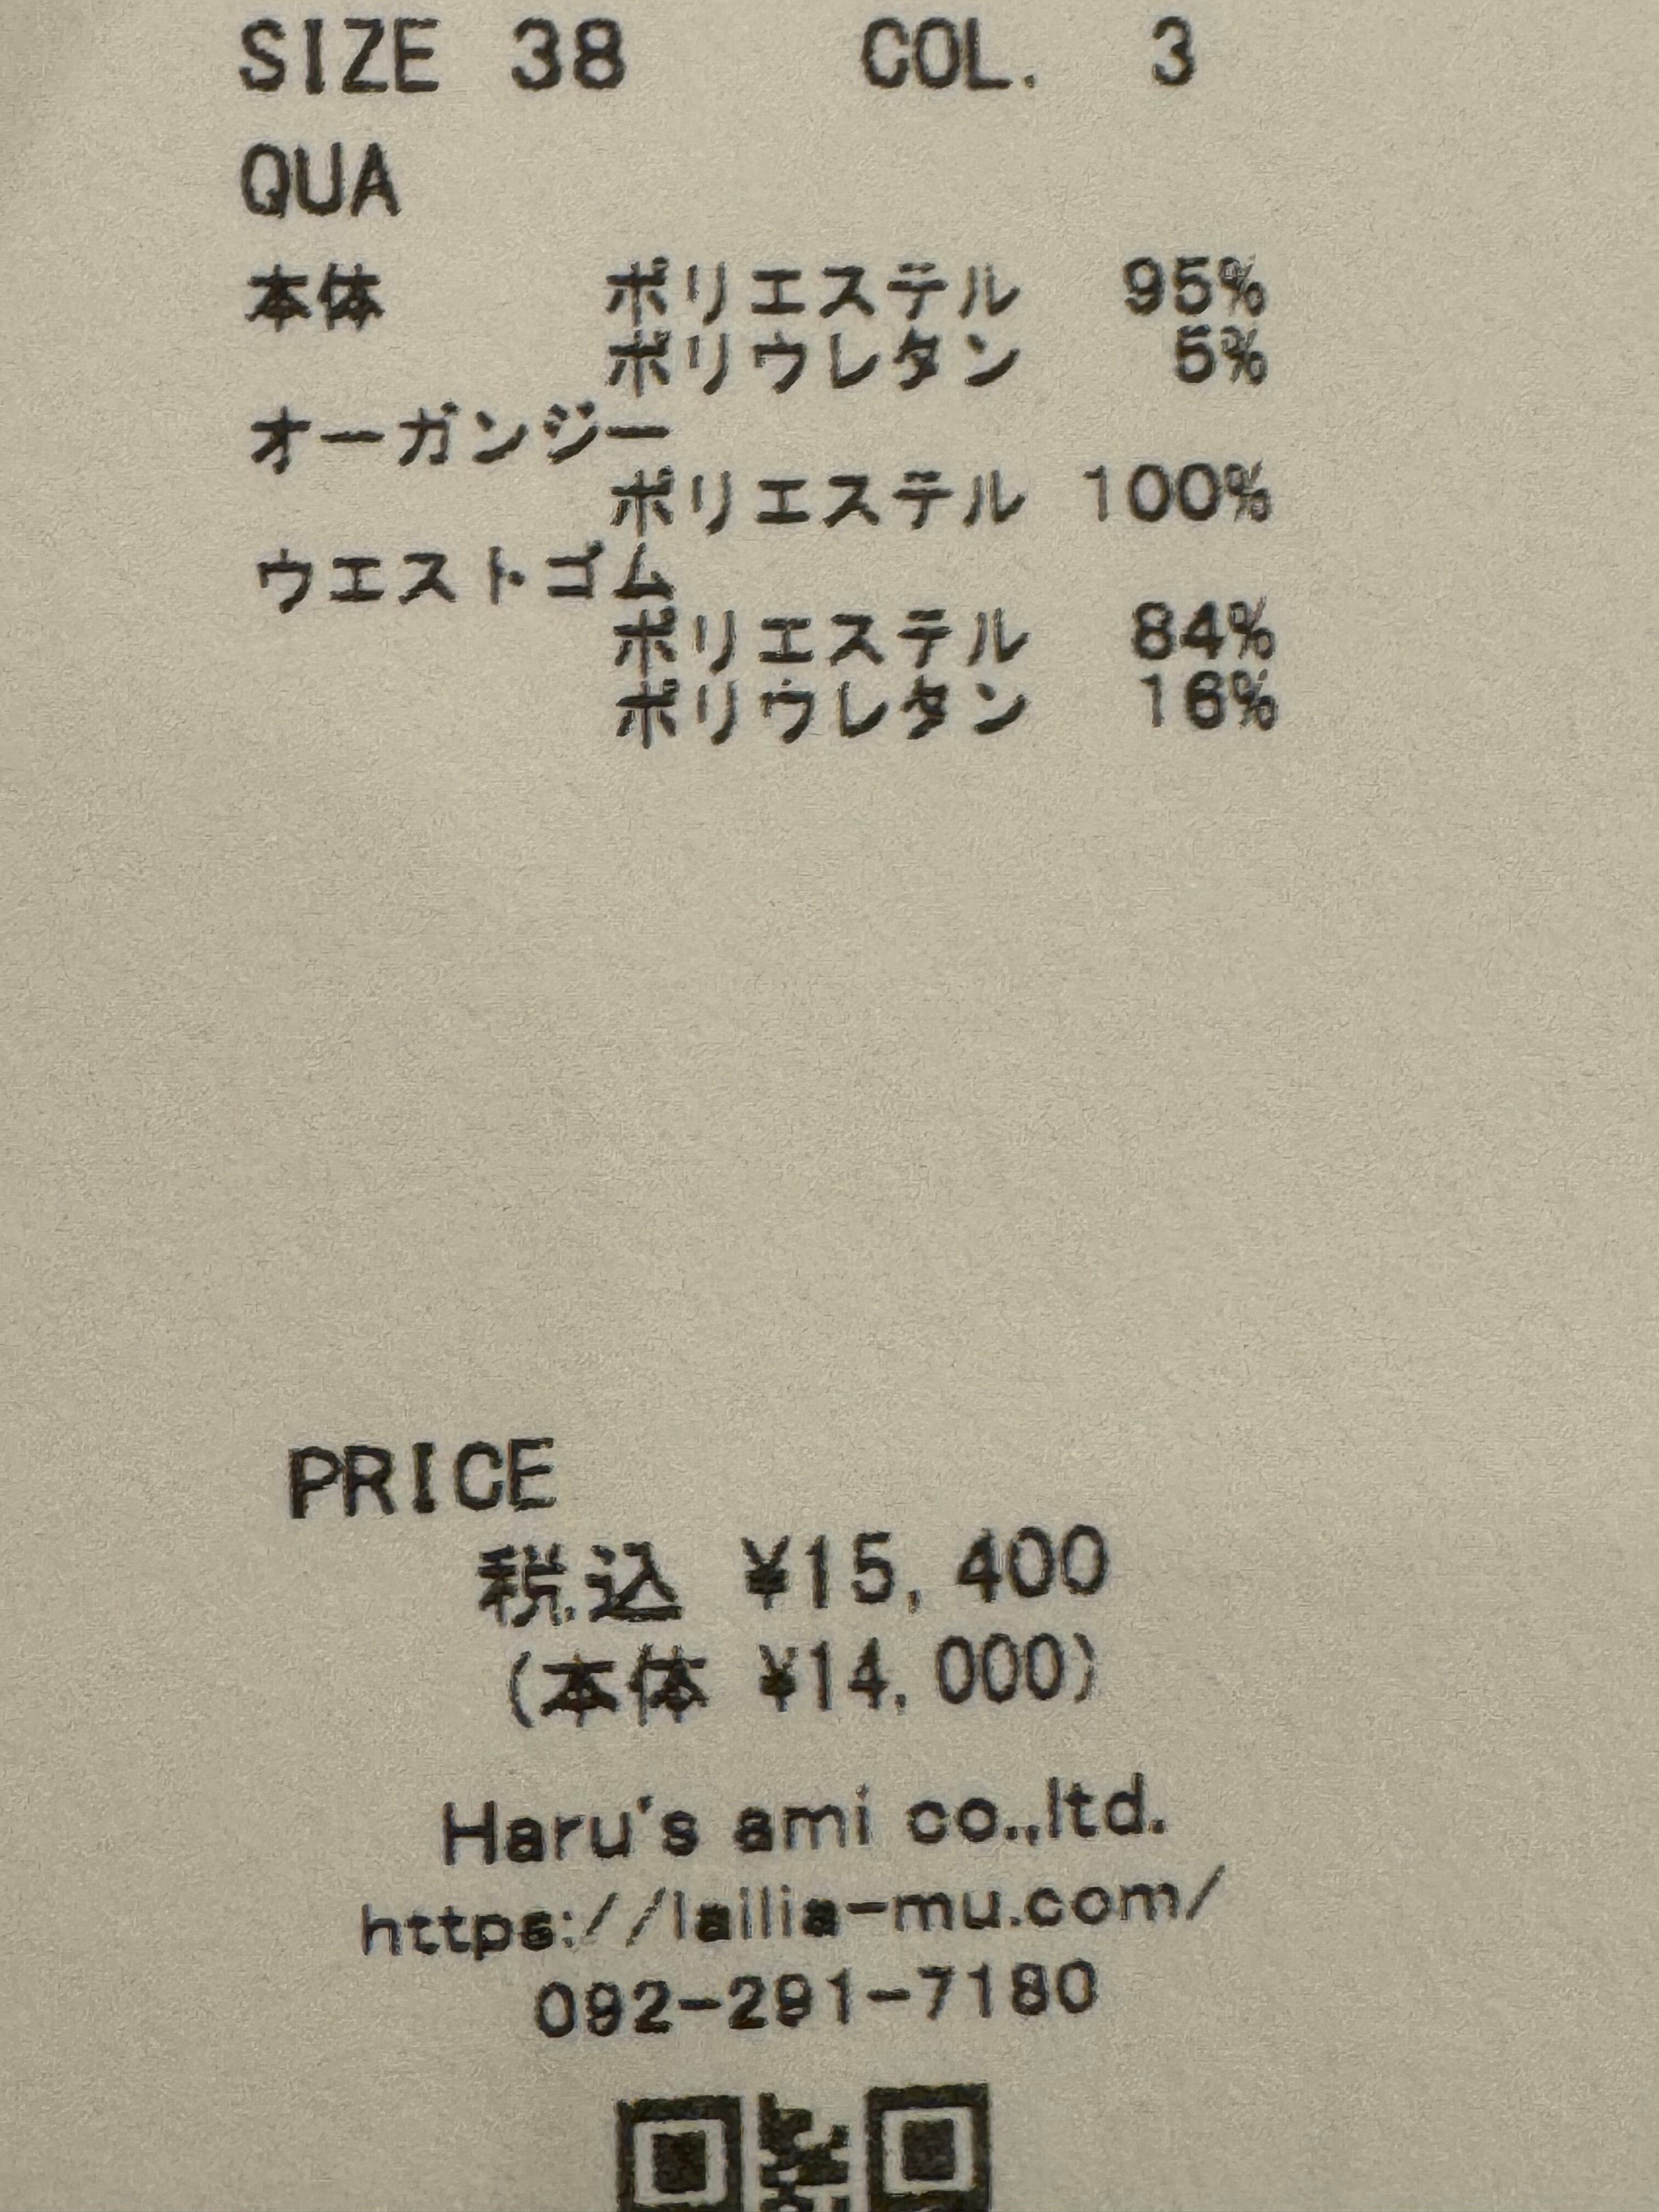 SIZE 38 COL. 3
QUA
本体 ポリエステル 95%
ポリウレタン 5%
オーガンジー
ポリエステル 100%
ウエストゴム
ポリエステル 84%
ポリウレタン 16%
PRICE
税込 ¥15,400
(本体 ¥14,000)
Haru's ami co.,ltd.
https://lailia-mu.com/
092-291-7180